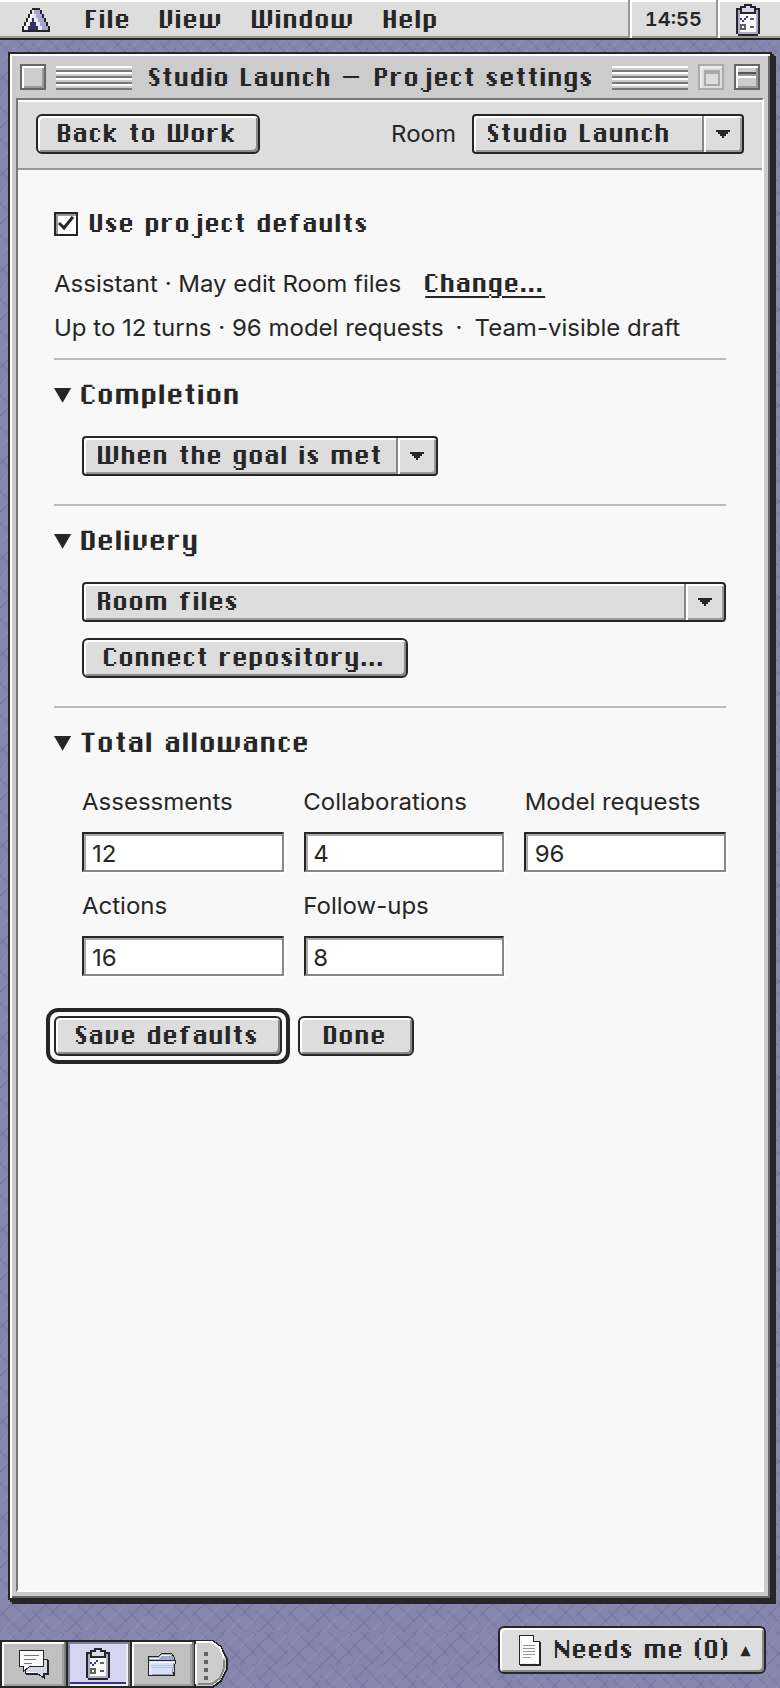 File View Window Help 14:55
Studio Launch — Project settings
Back to Work Room Studio Launch
Use project defaults
Assistant · May edit Room files Change...
Up to 12 turns · 96 model requests · Team-visible draft
Completion
When the goal is met
Delivery
Room files
Connect repository...
Total allowance
Assessments Collaborations Model requests
12 4 96
Actions Follow-ups
16 8
Save defaults Done
Needs me (0)